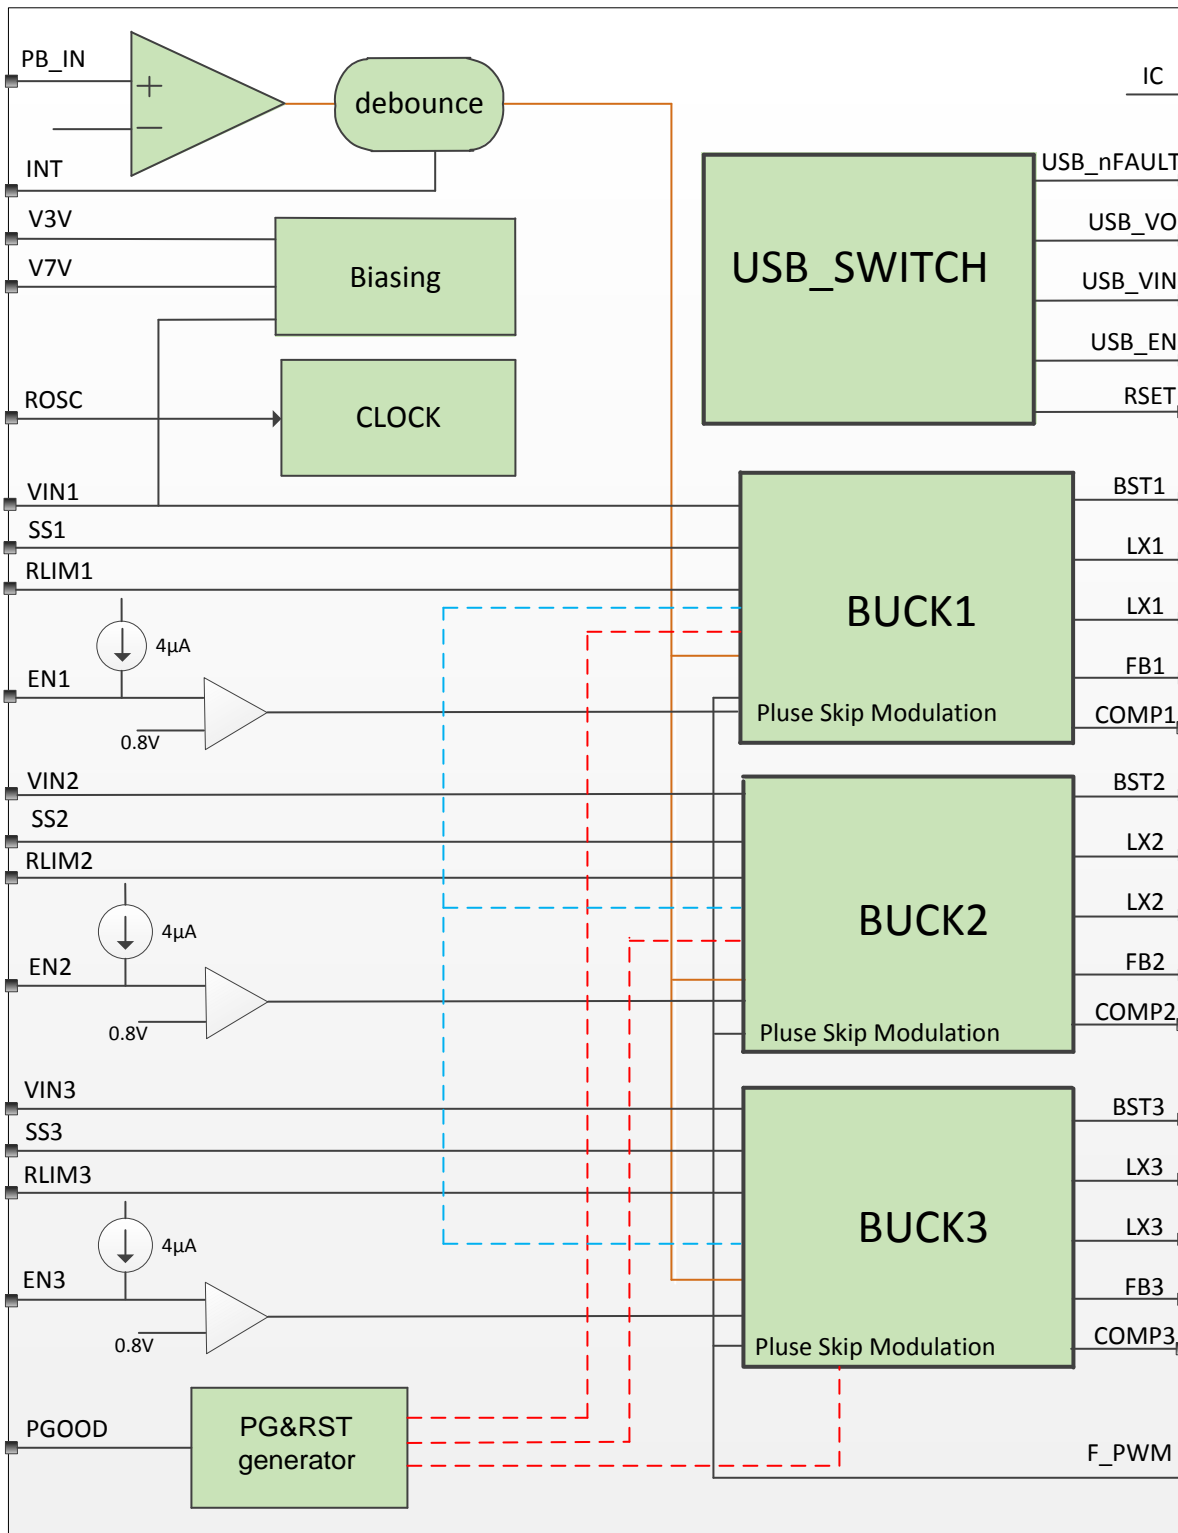 PB_IN
+
−
debounce
IC
INT
USB_nFAULT
V3V
USB_VO
V7V
Biasing
USB_SWITCH
USB_VIN
USB_EN
ROSC
CLOCK
RSET
VIN1
BST1
SS1
LX1
RLIM1
BUCK1
LX1
4µA
EN1
FB1
0.8V
Pluse Skip Modulation
COMP1
VIN2
BST2
SS2
LX2
RLIM2
BUCK2
LX2
4µA
EN2
FB2
0.8V
Pluse Skip Modulation
COMP2
VIN3
BST3
SS3
LX3
RLIM3
BUCK3
LX3
4µA
EN3
FB3
0.8V
Pluse Skip Modulation
COMP3
PGOOD
PG&RST
generator
F_PWM